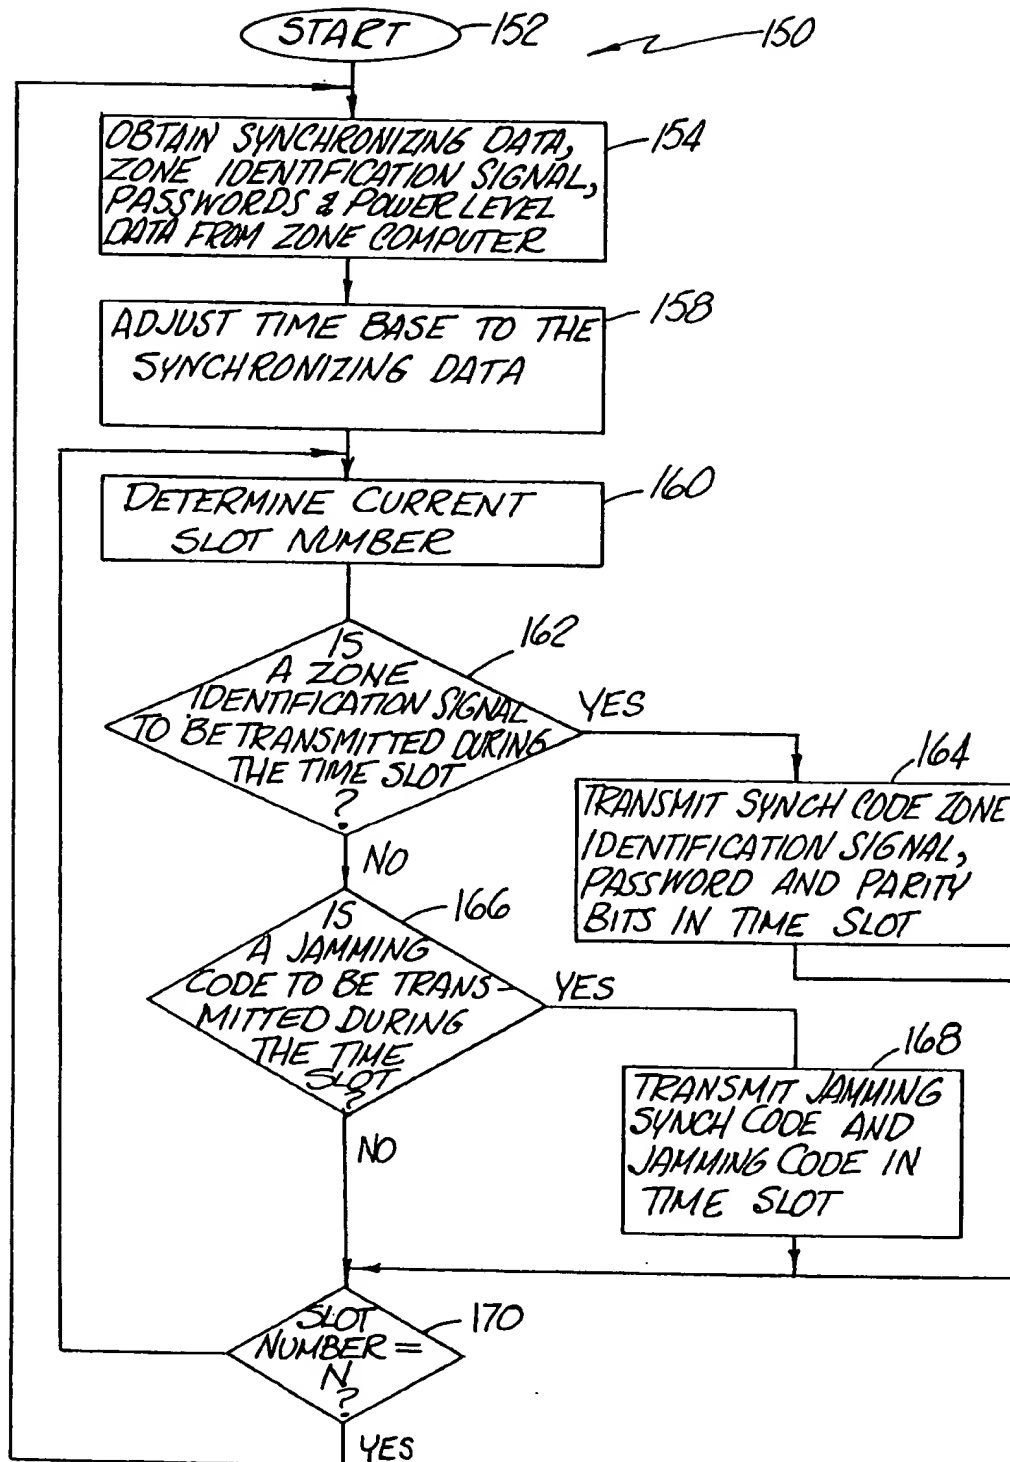 START
152
150
OBTAIN SYNCHRONIZING DATA,
ZONE IDENTIFICATION SIGNAL,
PASSWORDS & POWER LEVEL
DATA FROM ZONE COMPUTER
154
ADJUST TIME BASE TO THE
SYNCHRONIZING DATA
158
DETERMINE CURRENT
SLOT NUMBER
160
IS
A ZONE
IDENTIFICATION SIGNAL
TO BE TRANSMITTED DURING
THE TIME SLOT
?
162
YES
NO
TRANSMIT SYNCH CODE ZONE
IDENTIFICATION SIGNAL,
PASSWORD AND PARITY
BITS IN TIME SLOT
164
IS
A JAMMING
CODE TO BE TRANS-
MITTED DURING
THE TIME
SLOT
?
166
YES
NO
TRANSMIT JAMMING
SYNCH CODE AND
JAMMING CODE IN
TIME SLOT
168
SLOT
NUMBER =
N
?
170
YES